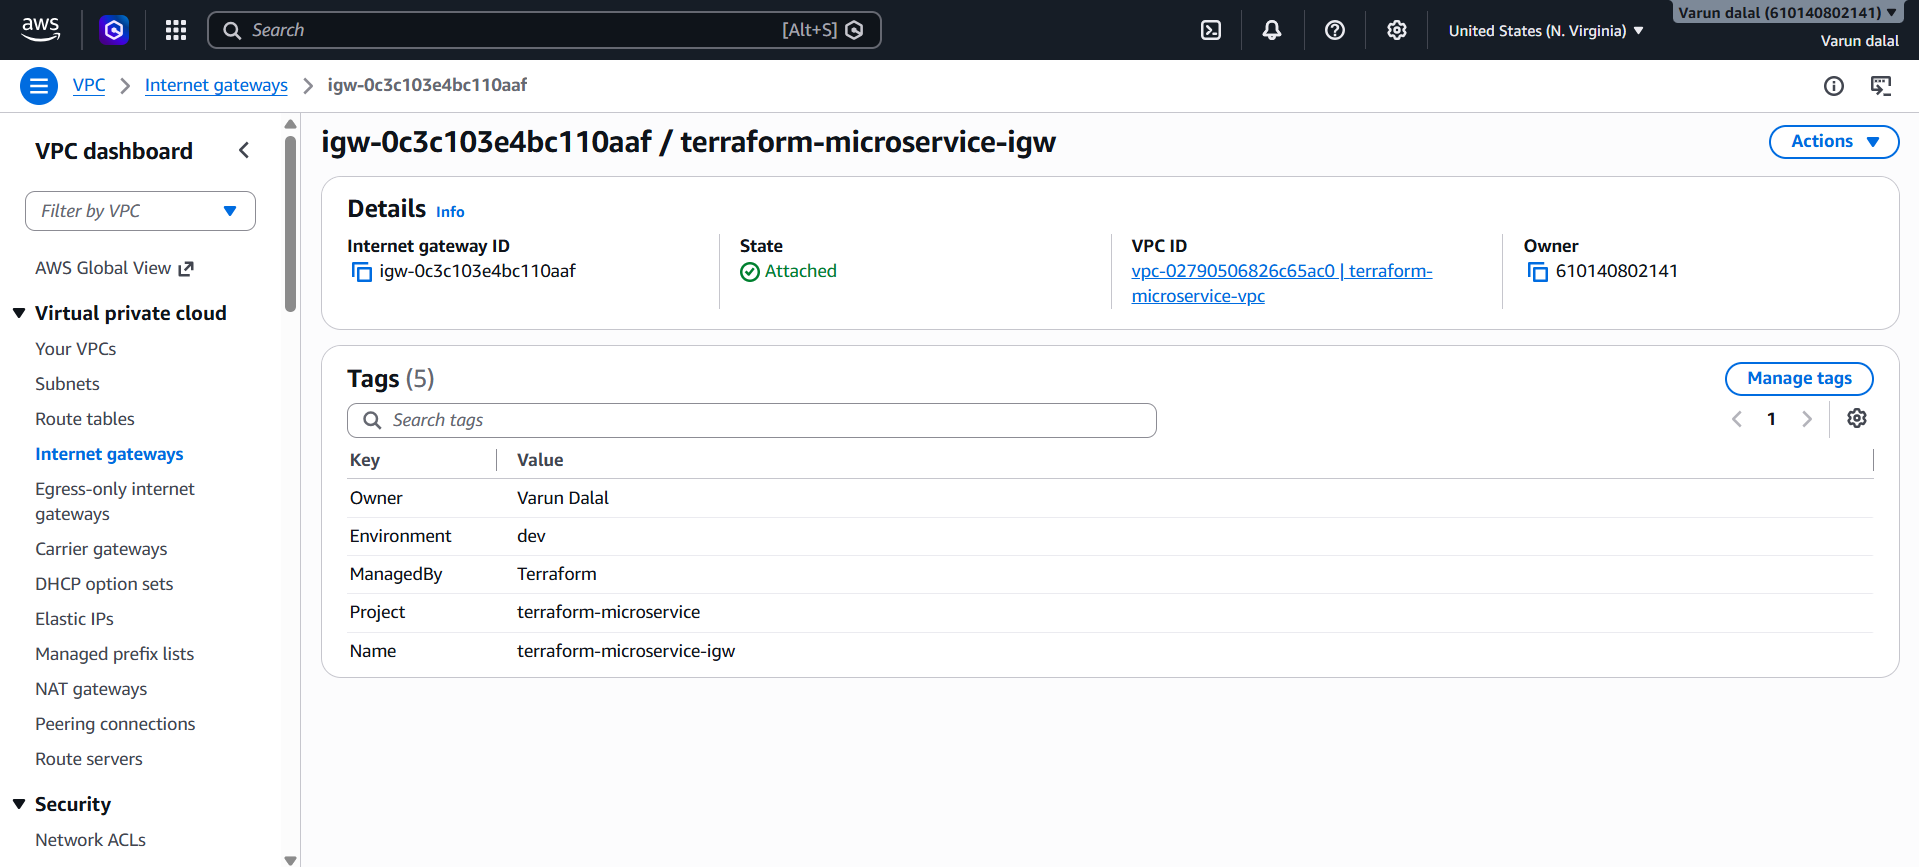 aws
Search
[Alt+S]
United States (N. Virginia)
Varun dalal (610140802141)
Varun dalal
VPC
Internet gateways
igw-0c3c103e4bc110aaf
VPC dashboard
Filter by VPC
AWS Global View
Virtual private cloud
Your VPCs
Subnets
Route tables
Internet gateways
Egress-only internet
gateways
Carrier gateways
DHCP option sets
Elastic IPs
Managed prefix lists
NAT gateways
Peering connections
Route servers
Security
Network ACLs
igw-0c3c103e4bc110aaf / terraform-microservice-igw
Actions
Details Info
Internet gateway ID
igw-0c3c103e4bc110aaf
State
Attached
VPC ID
vpc-02790506826c65ac0 | terraform-
microservice-vpc
Owner
610140802141
Tags (5)
Manage tags
Search tags
1
Key Value
Owner Varun Dalal
Environment dev
ManagedBy Terraform
Project terraform-microservice
Name terraform-microservice-igw